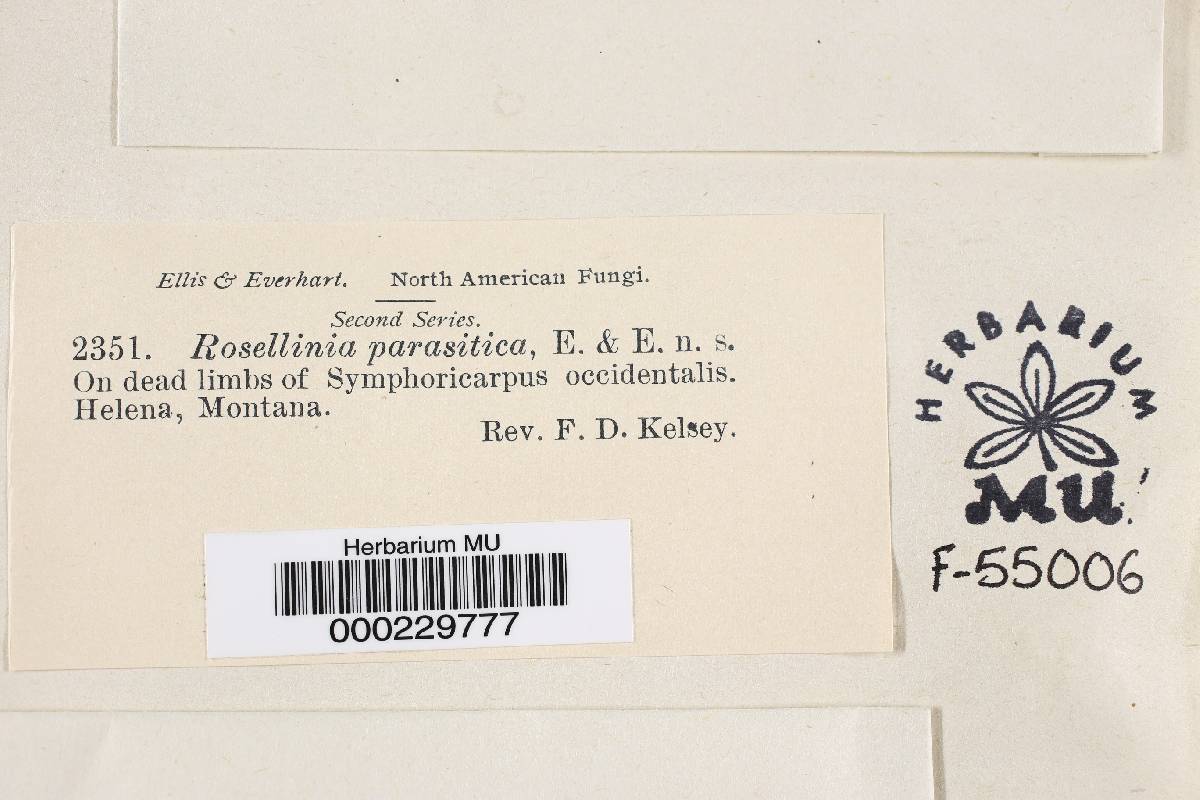 Ellis & Everhart. North American Fungi.
Second Series.
2351. Rosellinia parasitica, E. & E. n. s.
On dead limbs of Symphoricarpus occidentalis.
Helena, Montana.
Rev. F. D. Kelsey.
Herbarium MU
000229777
HERBARIUM
MU
F-55006